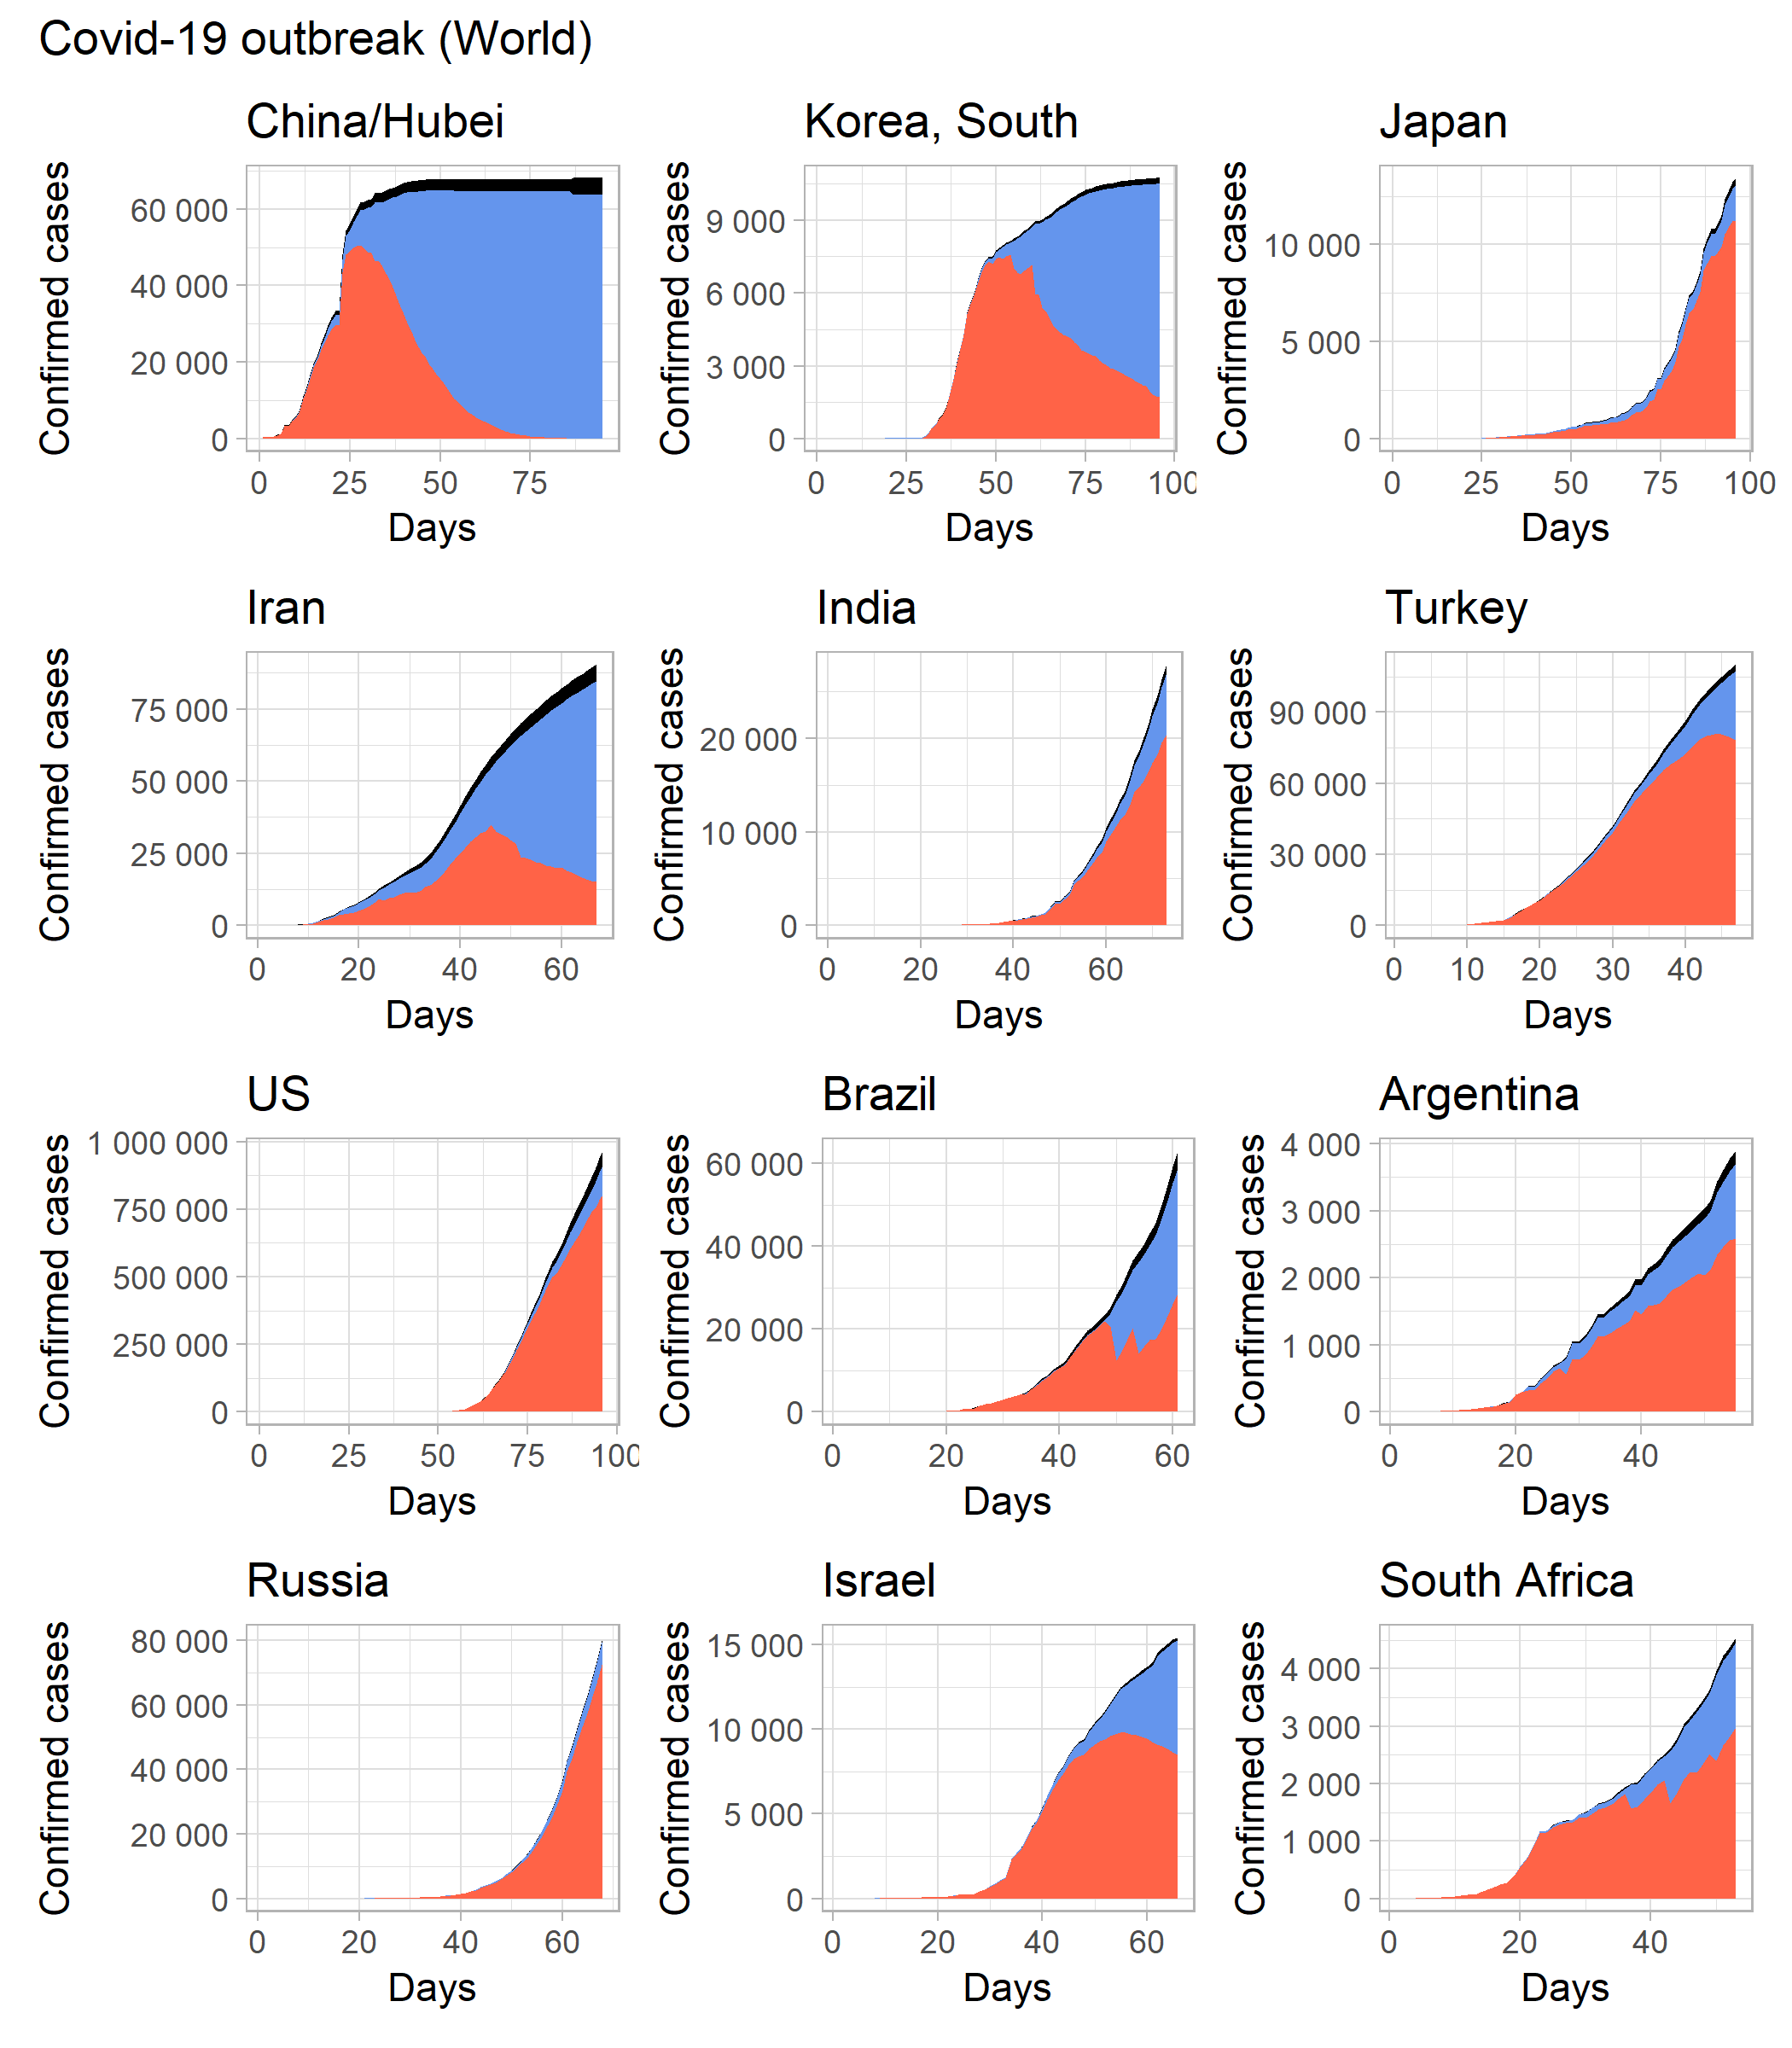 Covid-19 outbreak (World)
China/Hubei
Confirmed cases
60 000
40 000
20 000
0
0 25 50 75
Days
Korea, South
Confirmed cases
9 000
6 000
3 000
0
0 25 50 75 100
Days
Japan
Confirmed cases
10 000
5 000
0
0 25 50 75 100
Days
Iran
Confirmed cases
75 000
50 000
25 000
0
0 20 40 60
Days
India
Confirmed cases
20 000
10 000
0
0 20 40 60
Days
Turkey
Confirmed cases
90 000
60 000
30 000
0
0 10 20 30 40
Days
US
Confirmed cases
1 000 000
750 000
500 000
250 000
0
0 25 50 75 100
Days
Brazil
Confirmed cases
60 000
40 000
20 000
0
0 20 40 60
Days
Argentina
Confirmed cases
4 000
3 000
2 000
1 000
0
0 20 40
Days
Russia
Confirmed cases
80 000
60 000
40 000
20 000
0
0 20 40 60
Days
Israel
Confirmed cases
15 000
10 000
5 000
0
0 20 40 60
Days
South Africa
Confirmed cases
4 000
3 000
2 000
1 000
0
0 20 40
Days